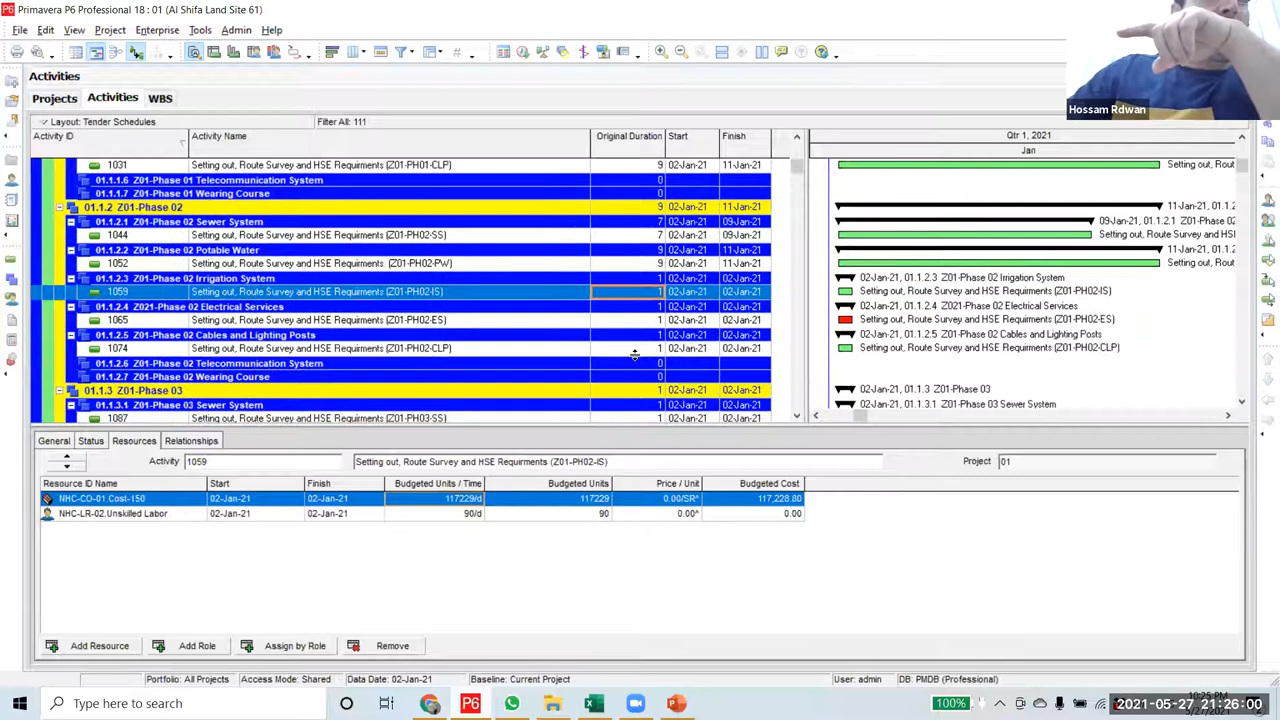 Primavera P6 Professional 18 : 01 (Al Shifa Land Site 61)
File Edit View Project Enterprise Tools Admin Help
Activities
Projects Activities WBS
Layout: Tender Schedules Filter All: 111
Activity ID Activity Name Original Duration Start Finish Qtr 1, 2021
Jan
1031 Setting out, Route Survey and HSE Requirments (Z01-PH01-CLP) 9 02-Jan-21 11-Jan-21 Setting out, Rou
01.1.1.6 Z01-Phase 01 Telecommunication System 0
01.1.1.7 Z01-Phase 01 Wearing Course 0
01.1.2 Z01-Phase 02 9 02-Jan-21 11-Jan-21 11-Jan-21, 01.1.2
01.1.2.1 Z01-Phase 02 Sewer System 7 02-Jan-21 09-Jan-21 09-Jan-21, 01.1.2.1 Z01-Phase
1044 Setting out, Route Survey and HSE Requirments (Z01-PH02-SS) 7 02-Jan-21 09-Jan-21 Setting out, Route Survey and HSE
01.1.2.2 Z01-Phase 02 Potable Water 9 02-Jan-21 11-Jan-21 11-Jan-21, 01.1.2
1052 Setting out, Route Survey and HSE Requirments (Z01-PH02-PW) 9 02-Jan-21 11-Jan-21 Setting out, Rout
01.1.2.3 Z01-Phase 02 Irrigation System 1 02-Jan-21 02-Jan-21 02-Jan-21, 01.1.2.3 Z01-Phase 02 Irrigation System
1059 Setting out, Route Survey and HSE Requirments (Z01-PH02-IS) 1 02-Jan-21 02-Jan-21 Setting out, Route Survey and HSE Requirments (Z01-PH02-IS)
01.1.2.4 Z021-Phase 02 Electrical Services 1 02-Jan-21 02-Jan-21 02-Jan-21, 01.1.2.4 Z021-Phase 02 Electrical Services
1065 Setting out, Route Survey and HSE Requirments (Z01-PH02-ES) 1 02-Jan-21 02-Jan-21 Setting out, Route Survey and HSE Requirments (Z01-PH02-ES)
01.1.2.5 Z01-Phase 02 Cables and Lighting Posts 1 02-Jan-21 02-Jan-21 02-Jan-21, 01.1.2.5 Z01-Phase 02 Cables and Lighting Posts
1074 Setting out, Route Survey and HSE Requirments (Z01-PH02-CLP) 1 02-Jan-21 02-Jan-21 Setting out, Route Survey and HSE Requirments (Z01-PH02-CLP)
01.1.2.6 Z01-Phase 02 Telecommunication System 0
01.1.2.7 Z01-Phase 02 Wearing Course 0
01.1.3 Z01-Phase 03 1 02-Jan-21 02-Jan-21 02-Jan-21, 01.1.3 Z01-Phase 03
01.1.3.1 Z01-Phase 03 Sewer System 1 02-Jan-21 02-Jan-21 02-Jan-21, 01.1.3.1 Z01-Phase 03 Sewer System
1087 Setting out, Route Survey and HSE Requirments (Z01-PH03-SS) 1 02-Jan-21 02-Jan-21
General Status Resources Relationships
Activity 1059 Setting out, Route Survey and HSE Requirments (Z01-PH02-IS) Project 01
Resource ID Name Start Finish Budgeted Units / Time Budgeted Units Price / Unit Budgeted Cost
NHC-CO-01.Cost-150 02-Jan-21 02-Jan-21 117229/d 117229 0.00/SR^ 117,228.80
NHC-LR-02.Unskilled Labor 02-Jan-21 02-Jan-21 90/d 90 0.00^ 0.00
Add Resource Add Role Assign by Role Remove
Portfolio: All Projects Access Mode: Shared Data Date: 02-Jan-21 Baseline: Current Project User: admin DB: PMDB (Professional)
Type here to search 100% 10:25 PM
2021-05-27 21:26:00
Hossam Rdwan